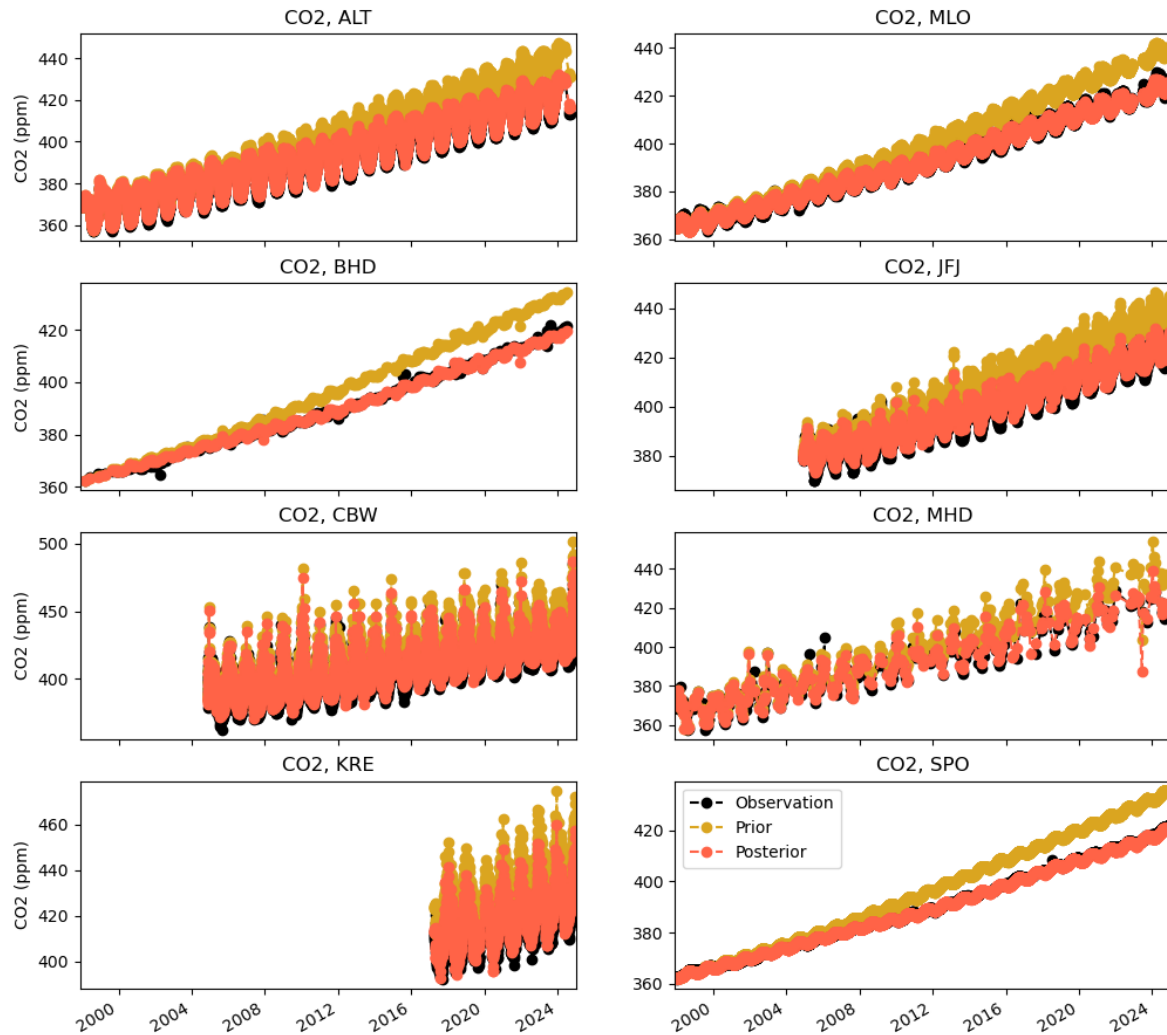 CO2, ALT
CO2 (ppm)
440
420
400
380
360
CO2, MLO
440
420
400
380
360
CO2, BHD
CO2 (ppm)
420
400
380
360
CO2, JFJ
440
420
400
380
CO2, CBW
CO2 (ppm)
500
450
400
CO2, MHD
440
420
400
380
360
CO2, KRE
CO2 (ppm)
460
440
420
400
2000 2004 2008 2012 2016 2020 2024
CO2, SPO
Observation
Prior
Posterior
420
400
380
360
2000 2004 2008 2012 2016 2020 2024